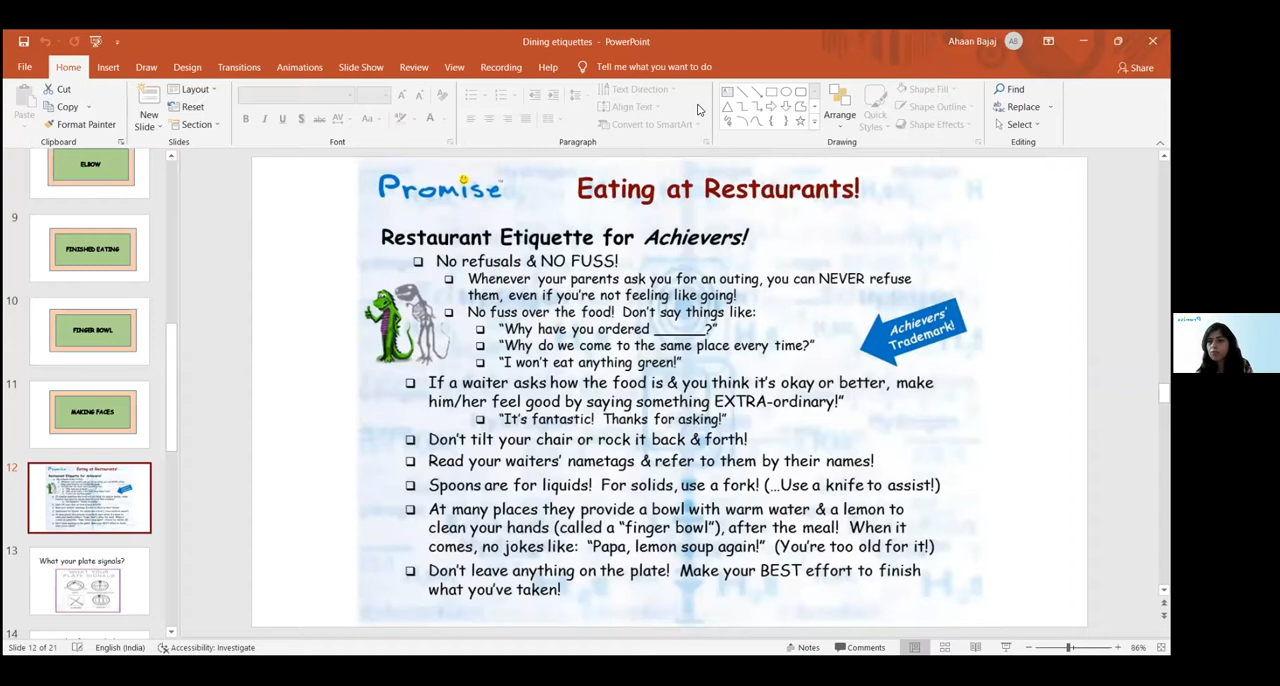 Dining etiquettes - PowerPoint
Ahaan Bajaj
AB
File
Home
Insert
Draw
Design
Transitions
Animations
Slide Show
Review
View
Recording
Help
Tell me what you want to do
Share
Paste
Cut
Copy
Format Painter
Clipboard
New
Slide
Layout
Reset
Section
Slides
B I U S abc AV Aa A
Font
Text Direction
Align Text
Convert to SmartArt
Paragraph
Arrange
Quick
Styles
Shape Fill
Shape Outline
Shape Effects
Drawing
Find
Replace
Select
Editing
ELBOW
9
FINISHED EATING
10
FINGER BOWL
11
MAKING FACES
12
13
What your plate signals?
14
Promise
Eating at Restaurants!
Restaurant Etiquette for Achievers!
No refusals & NO FUSS!
Whenever your parents ask you for an outing, you can NEVER refuse
them, even if you're not feeling like going!
No fuss over the food! Don't say things like:
"Why have you ordered ______?"
"Why do we come to the same place every time?"
"I won't eat anything green!"
Achievers'
Trademark!
If a waiter asks how the food is & you think it's okay or better, make
him/her feel good by saying something EXTRA-ordinary!"
"It's fantastic! Thanks for asking!"
Don't tilt your chair or rock it back & forth!
Read your waiters' nametags & refer to them by their names!
Spoons are for liquids! For solids, use a fork! (...Use a knife to assist!)
At many places they provide a bowl with warm water & a lemon to
clean your hands (called a "finger bowl"), after the meal! When it
comes, no jokes like: "Papa, lemon soup again!" (You're too old for it!)
Don't leave anything on the plate! Make your BEST effort to finish
what you've taken!
Slide 12 of 21
English (India)
Accessibility: Investigate
Notes
Comments
86%